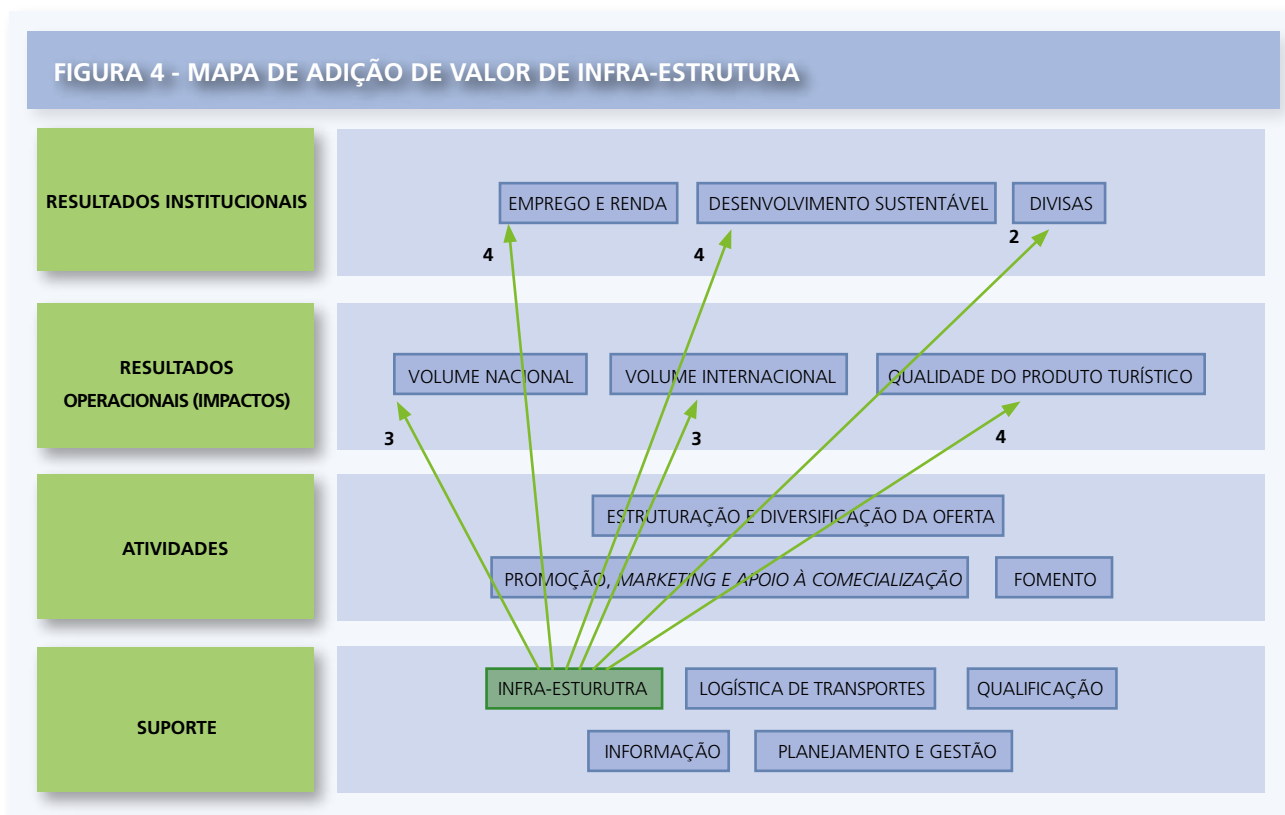 FIGURA 4 - MAPA DE ADIÇÃO DE VALOR DE INFRA-ESTRUTURA
RESULTADOS INSTITUCIONAIS
EMPREGO E RENDA
DESENVOLVIMENTO SUSTENTÁVEL
DIVISAS
4
4
2
RESULTADOS
OPERACIONAIS (IMPACTOS)
VOLUME NACIONAL
VOLUME INTERNACIONAL
QUALIDADE DO PRODUTO TURÍSTICO
3
3
4
ATIVIDADES
ESTRUTURAÇÃO E DIVERSIFICAÇÃO DA OFERTA
PROMOÇÃO, MARKETING E APOIO À COMECIALIZAÇÃO
FOMENTO
SUPORTE
INFRA-ESTURUTRA
LOGÍSTICA DE TRANSPORTES
QUALIFICAÇÃO
INFORMAÇÃO
PLANEJAMENTO E GESTÃO